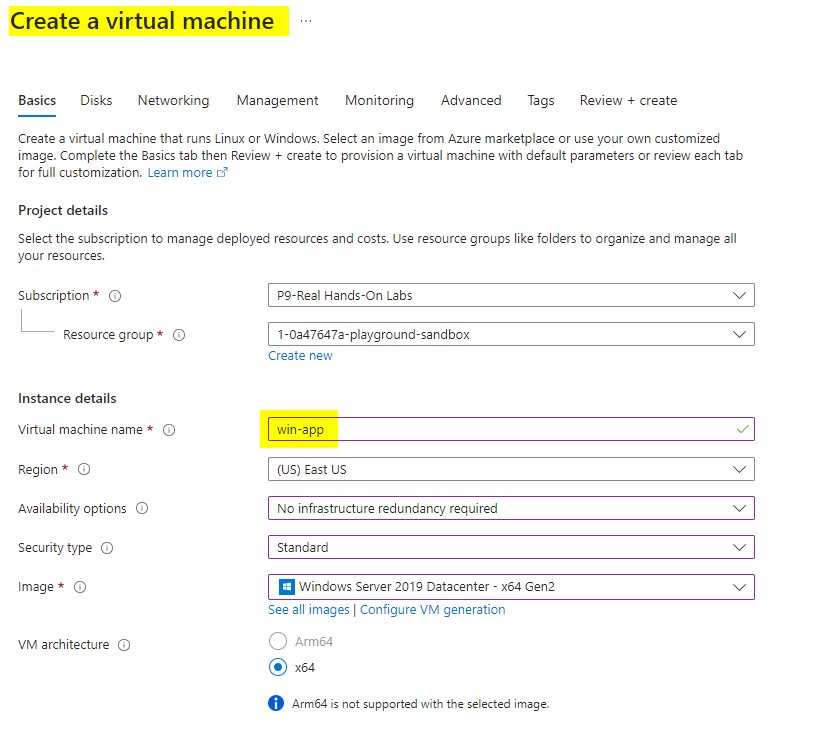 Create a virtual machine ...
Basics Disks Networking Management Monitoring Advanced Tags Review + create
Create a virtual machine that runs Linux or Windows. Select an image from Azure marketplace or use your own customized
image. Complete the Basics tab then Review + create to provision a virtual machine with default parameters or review each tab
for full customization. Learn more
Project details
Select the subscription to manage deployed resources and costs. Use resource groups like folders to organize and manage all
your resources.
Subscription * P9-Real Hands-On Labs
Resource group * 1-0a47647a-playground-sandbox
Create new
Instance details
Virtual machine name * win-app
Region * (US) East US
Availability options No infrastructure redundancy required
Security type Standard
Image * Windows Server 2019 Datacenter - x64 Gen2
See all images | Configure VM generation
VM architecture Arm64
x64
Arm64 is not supported with the selected image.